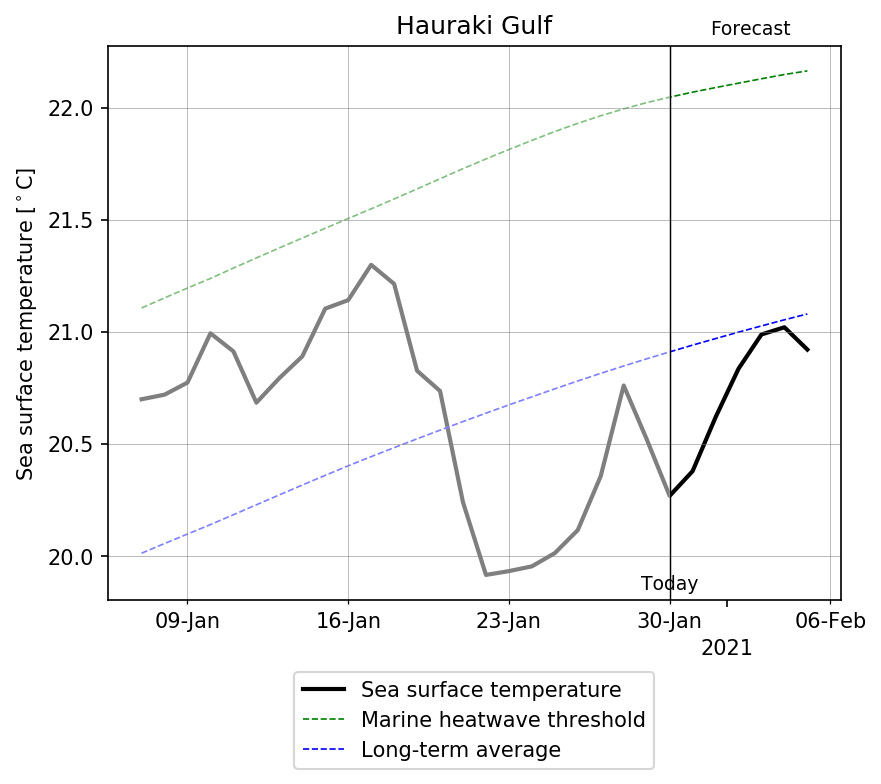 Hauraki Gulf
Forecast
Sea surface temperature [°C]
22.0
21.5
21.0
20.5
20.0
Today
09-Jan 16-Jan 23-Jan 30-Jan 06-Feb
2021
Sea surface temperature
Marine heatwave threshold
Long-term average